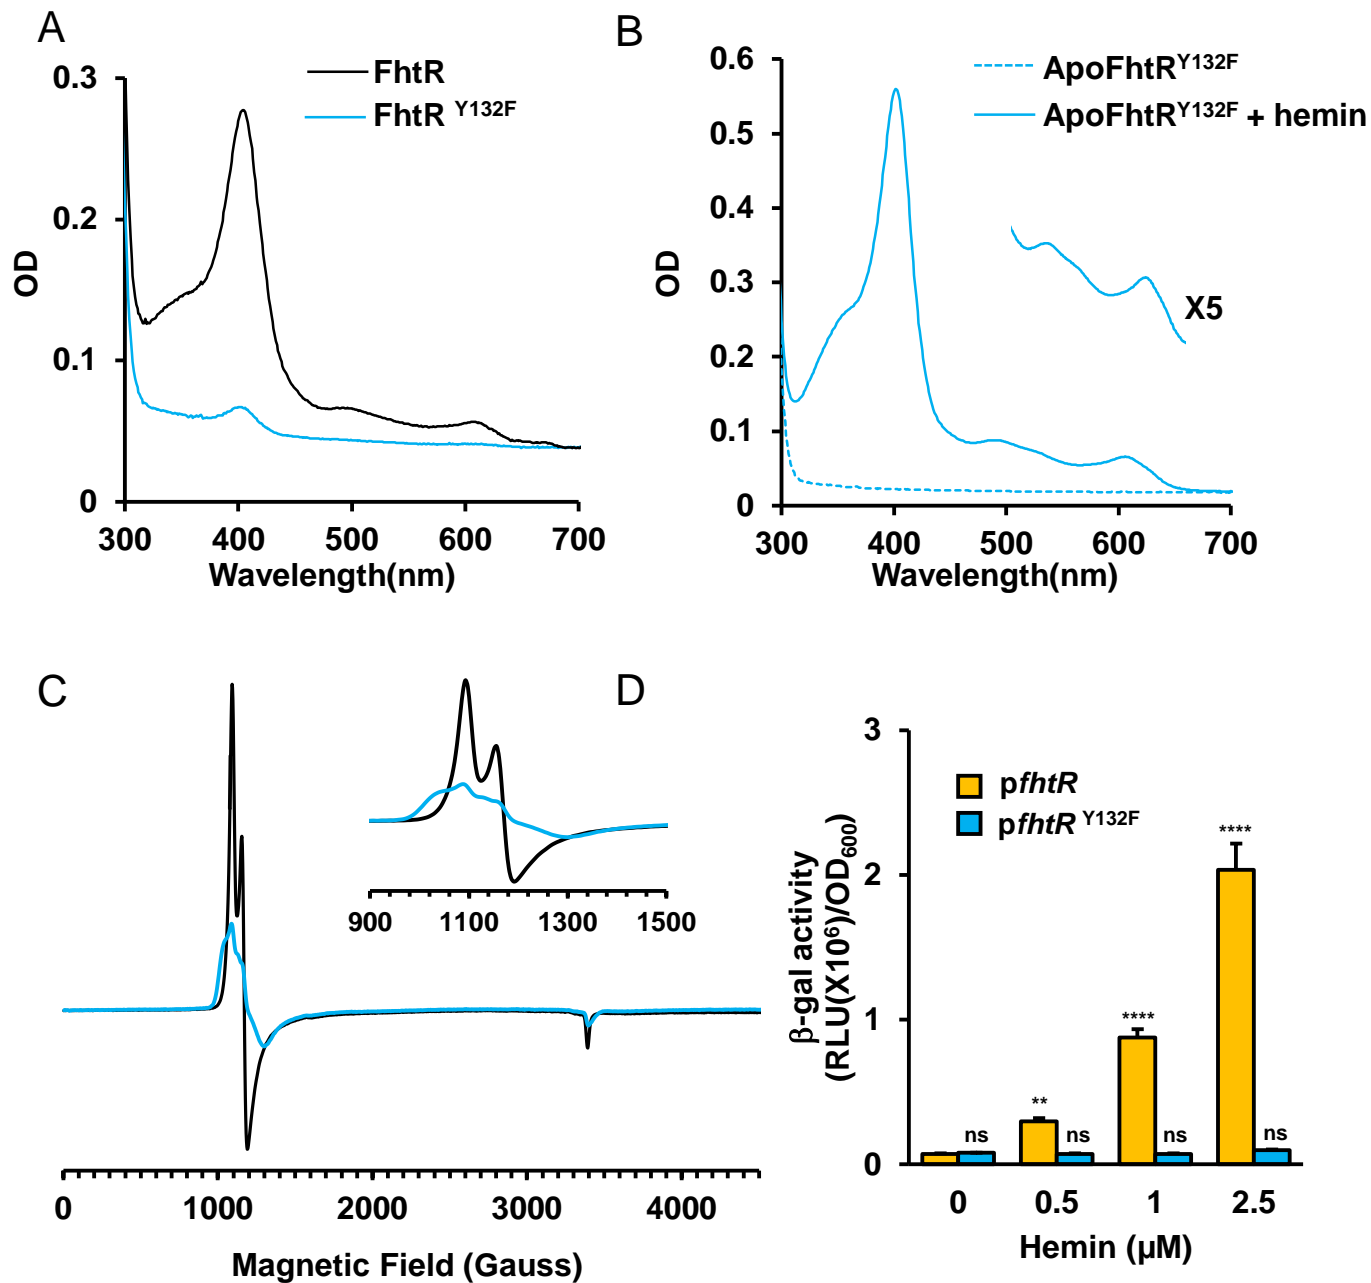 A
FhtR
FhtR Y132F
OD
0.3
0.2
0.1
0
300 400 500 600 700
Wavelength(nm)
B
ApoFhtRY132F
ApoFhtRY132F + hemin
X5
OD
0.6
0.5
0.4
0.3
0.2
0.1
0
300 400 500 600 700
Wavelength(nm)
C
900 1100 1300 1500
0 1000 2000 3000 4000
Magnetic Field (Gauss)
D
pfhtR
pfhtR Y132F
β-gal activity
(RLU(X10⁶)/OD₆₀₀)
3
2
1
0
ns
**
ns
****
ns
****
ns
0 0.5 1 2.5
Hemin (µM)